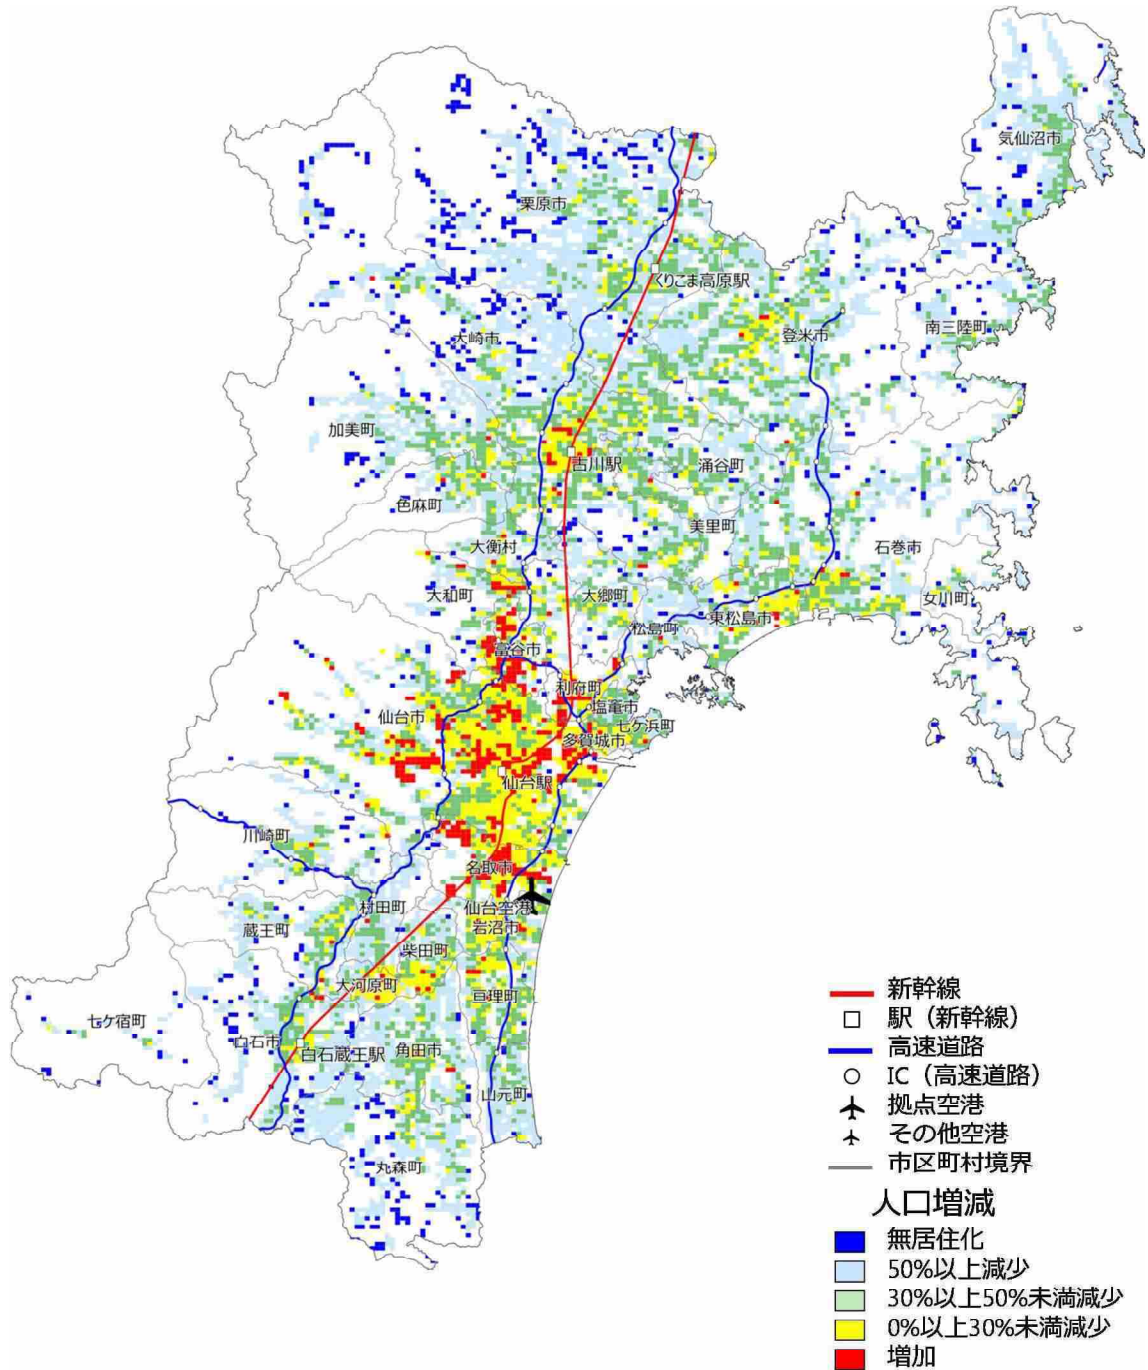 気仙沼市
栗原市
くりこま高原駅
登米市
南三陸町
大崎市
加美町
古川駅
涌谷町
色麻町
美里町
大衡村
石巻市
大和町
大郷町
女川町
東松島市
松島町
富谷市
利府町
塩竈市
仙台市
七ケ浜町
多賀城市
仙台駅
川崎町
名取市
村田町
仙台空港
岩沼市
蔵王町
柴田町
大河原町
亘理町
七ケ宿町
白石市
白石蔵王駅
角田市
山元町
丸森町
新幹線
駅（新幹線）
高速道路
IC（高速道路）
拠点空港
その他空港
市区町村境界
人口増減
無居住化
50%以上減少
30%以上50%未満減少
0%以上30%未満減少
増加